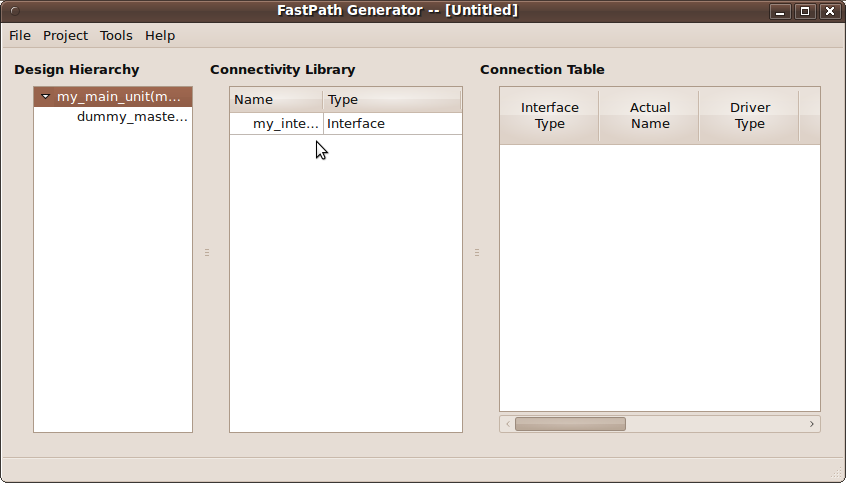 FastPath Generator -- [Untitled]
File Project Tools Help
Design Hierarchy
my_main_unit(m...
dummy_maste...
Connectivity Library
Name Type
my_inte... Interface
Connection Table
Interface Type
Actual Name
Driver Type